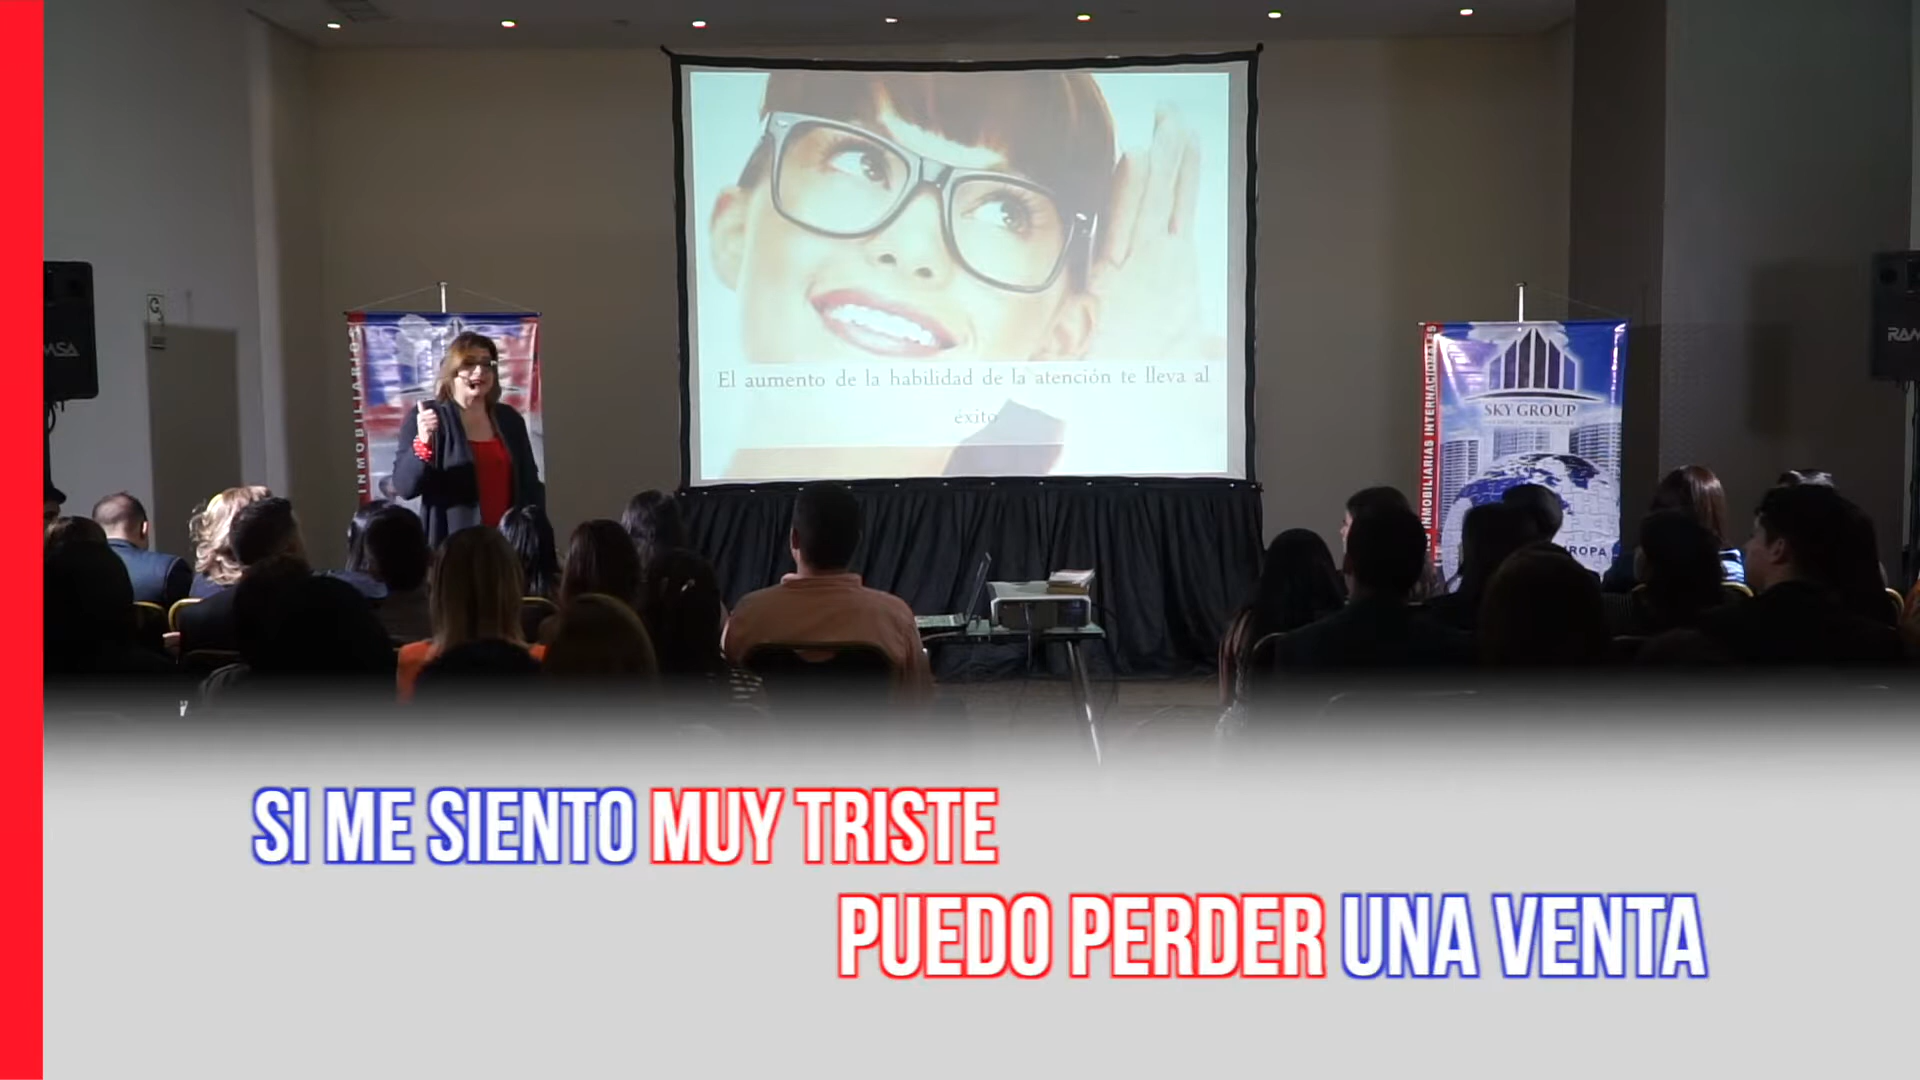 El aumento de la habilidad de la atención te lleva al
éxito
INMOBILIARIOS
INMOBILIARIAS INTERNACIONALES
SKY GROUP
SI ME SIENTO MUY TRISTE
PUEDO PERDER UNA VENTA